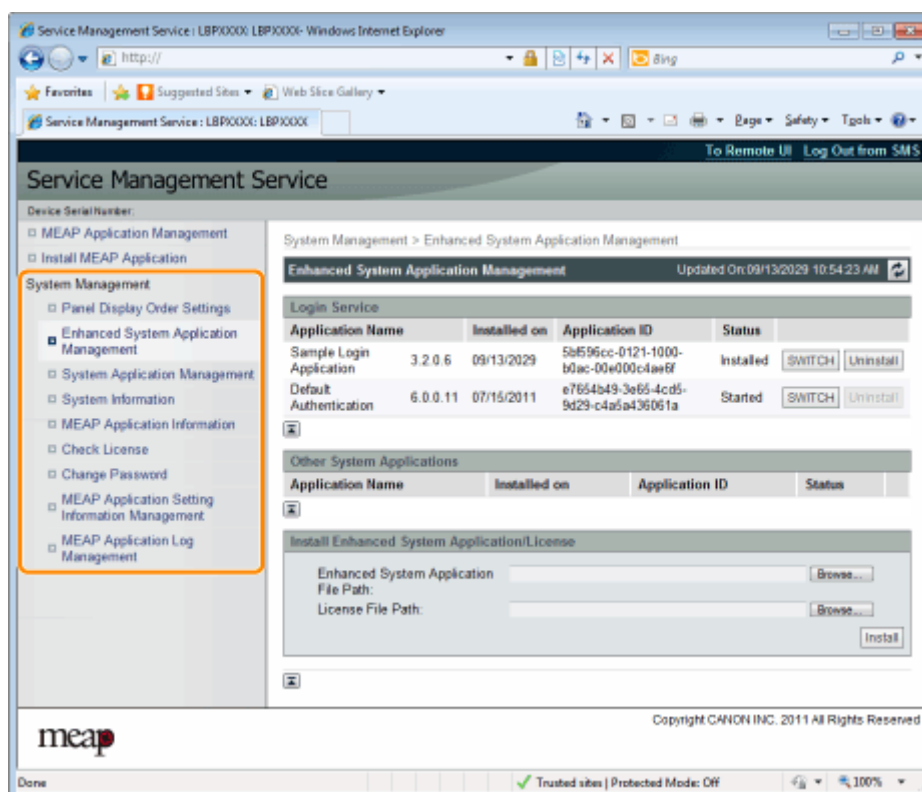 Service Management Service : LBPXXXX: LBPXXXX- Windows Internet Explorer
http://
Bing
Favorites Suggested Sites Web Slice Gallery
Service Management Service : LBPXXXX: LBPXXXX
Page Safety Tools
To Remote UI Log Out from SMS
Service Management Service
Device Serial Number:
MEAP Application Management
Install MEAP Application
System Management
Panel Display Order Settings
Enhanced System Application
Management
System Application Management
System Information
MEAP Application Information
Check License
Change Password
MEAP Application Setting
Information Management
MEAP Application Log
Management
System Management > Enhanced System Application Management
Enhanced System Application Management Updated On:09/13/2029 10:54:23 AM
Login Service
Application Name Installed on Application ID Status
Sample Login
Application 3.2.0.6 09/13/2029 5bf596cc-0121-1000-
b0ac-00e000c4ae6f Installed SWITCH Uninstall
Default
Authentication 6.0.0.11 07/15/2011 e7654b49-3e65-4cd5-
9d29-c4a5a436061a Started SWITCH Uninstall
Other System Applications
Application Name Installed on Application ID Status
Install Enhanced System Application/License
Enhanced System Application
File Path: Browse...
License File Path: Browse...
Install
meap
Copyright CANON INC. 2011 All Rights Reserved
Done Trusted sites | Protected Mode: Off 100%